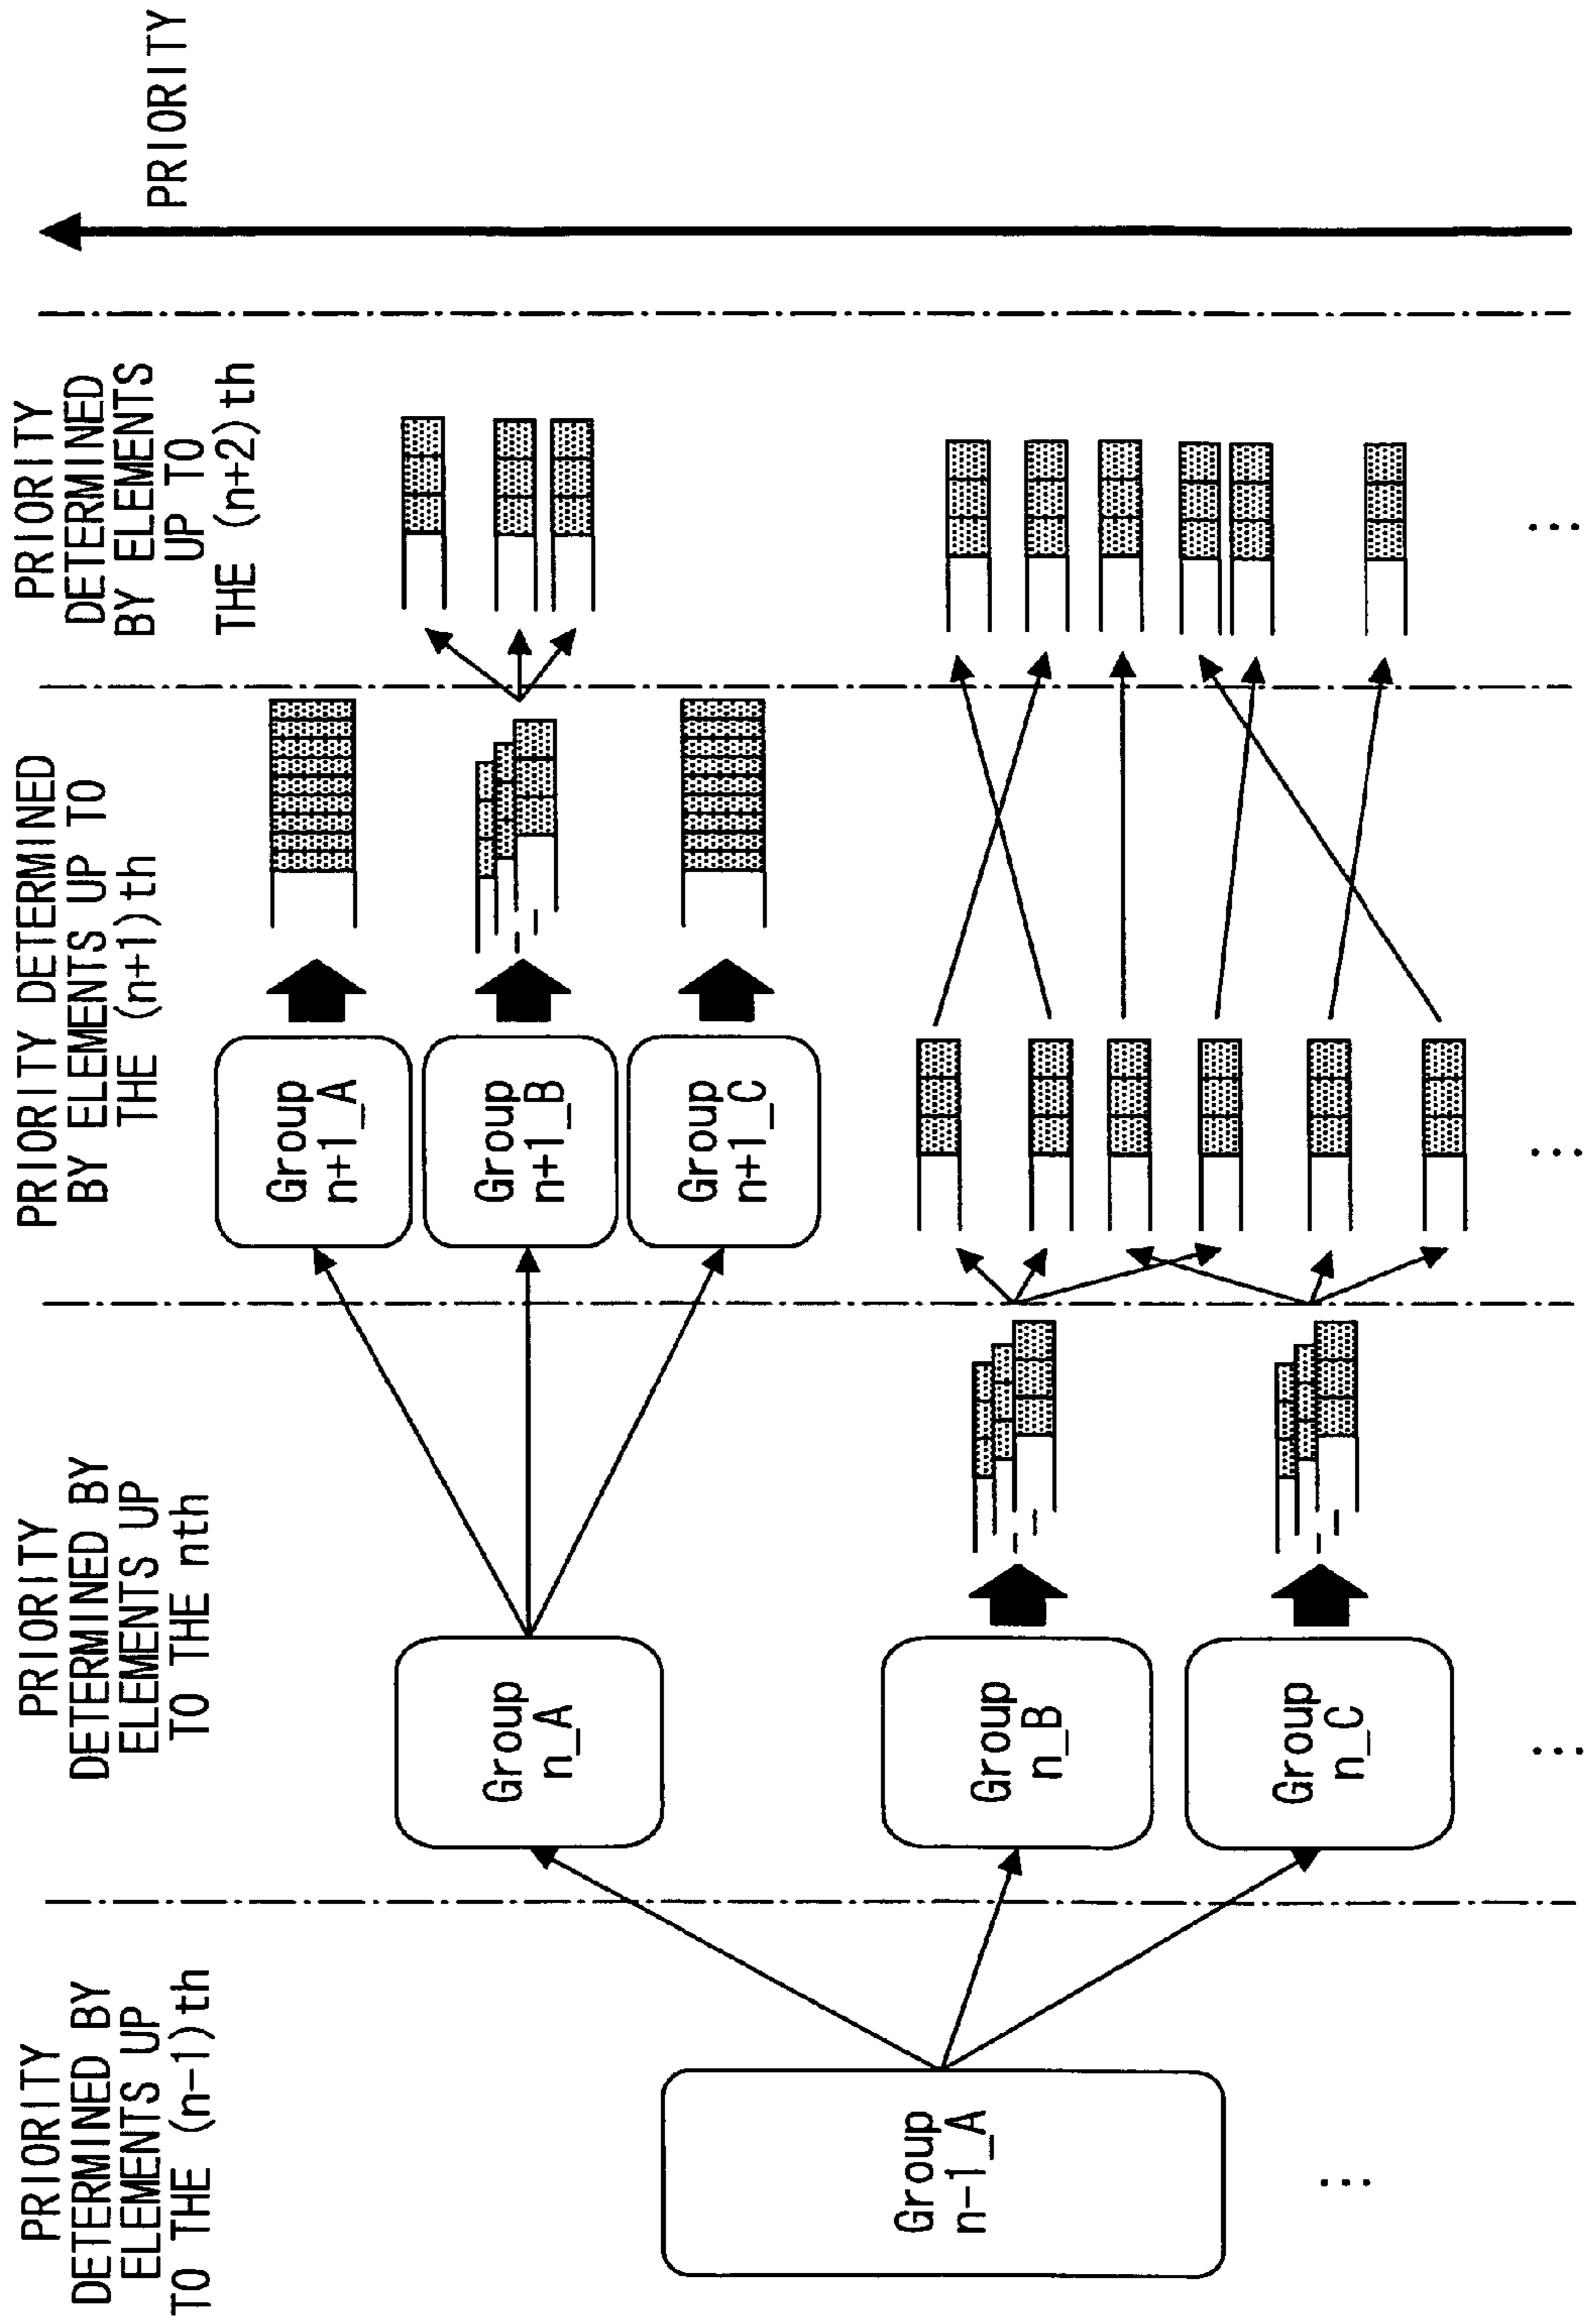 PRIORITY
DETERMINED BY
ELEMENTS UP
TO THE (n-1)th
PRIORITY
DETERMINED BY
ELEMENTS UP
TO THE nth
PRIORITY DETERMINED
BY ELEMENTS UP TO
THE (n+1)th
PRIORITY
DETERMINED
BY ELEMENTS
UP TO
THE (n+2)th
PRIORITY
Group
n-1_A
...
Group
n_A
Group
n_B
Group
n_C
...
Group
n+1_A
Group
n+1_B
Group
n+1_C
...
...